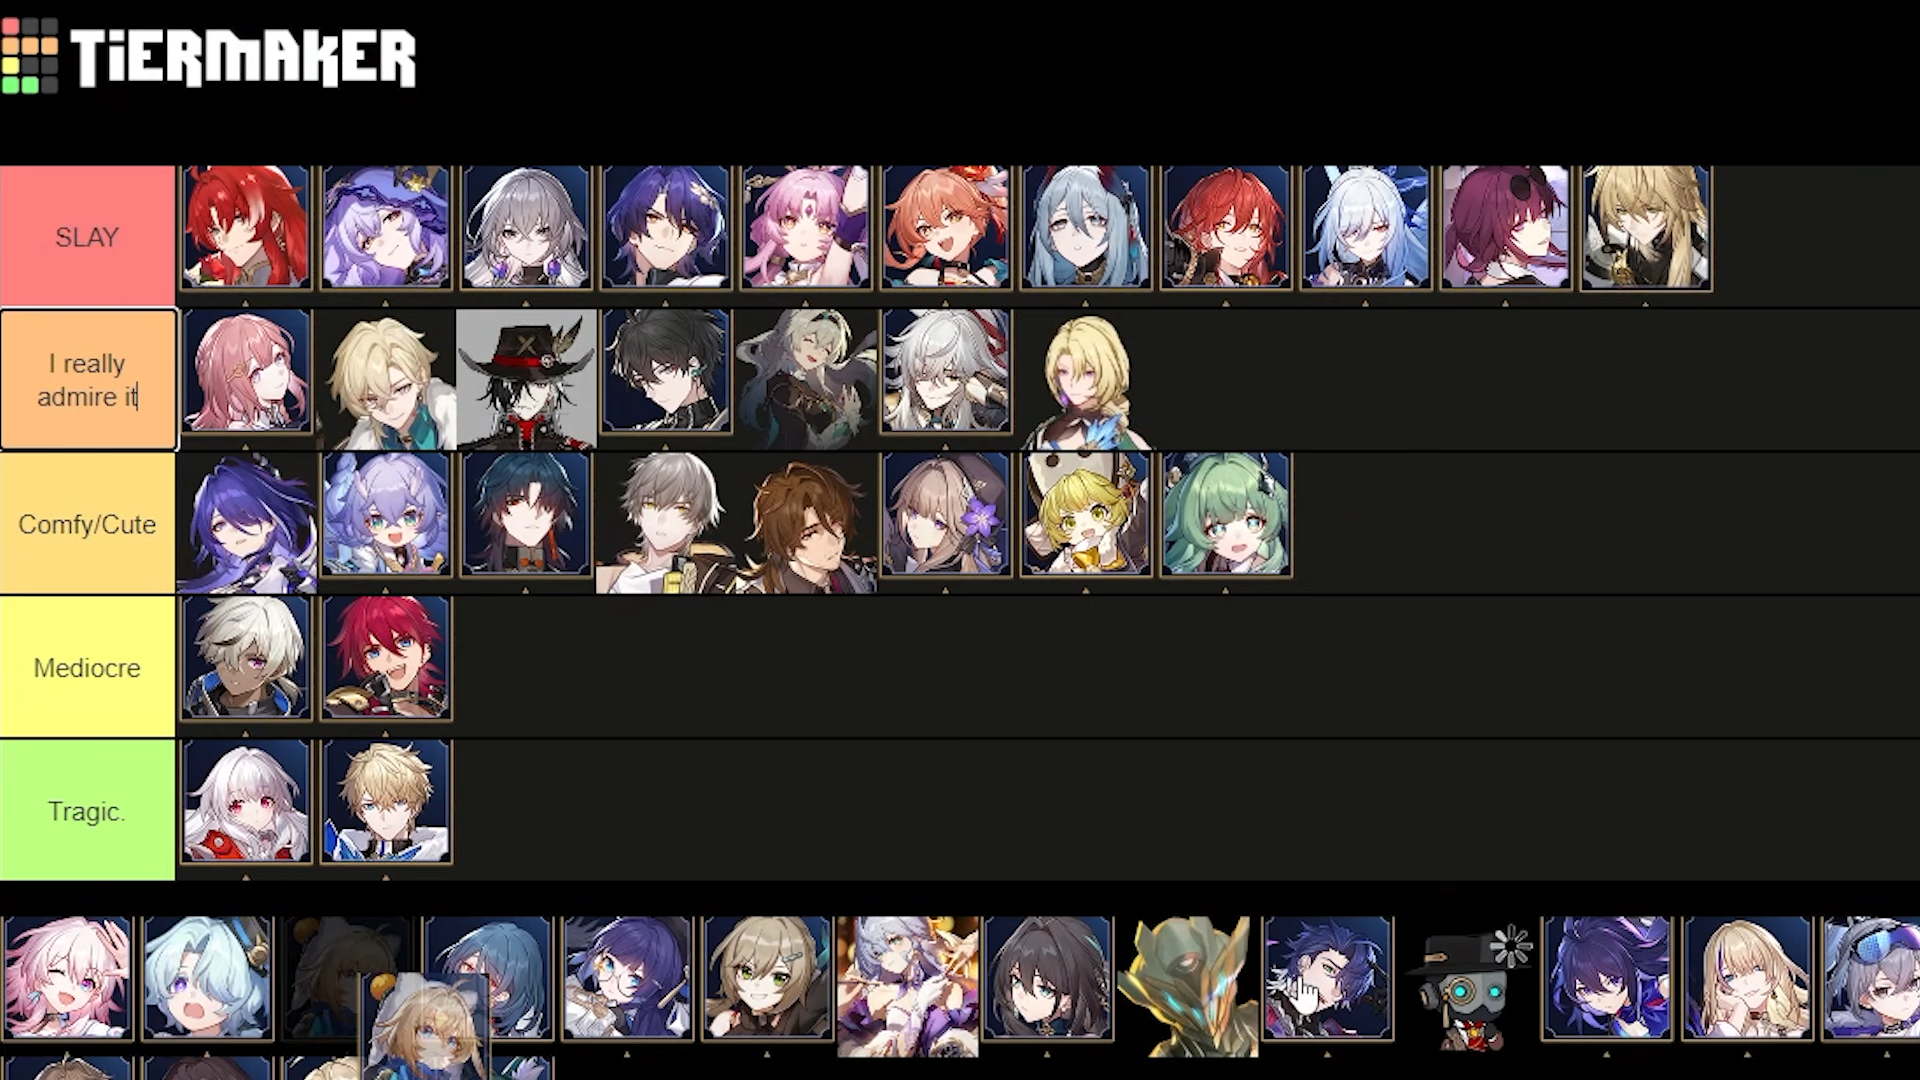 TiERMAKER
SLAY
I really
admire it
Comfy/Cute
Mediocre
Tragic.